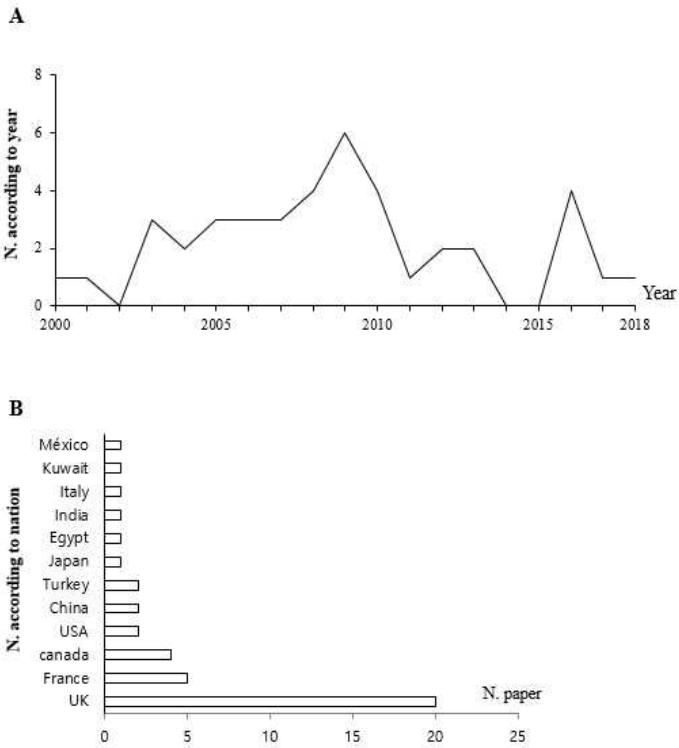 A
N. according to year
8
6
4
2
0
2000 2005 2010 2015 2018
Year
B
N. according to nation
México
Kuwait
Italy
India
Egypt
Japan
Turkey
China
USA
canada
France
UK
N. paper
0 5 10 15 20 25